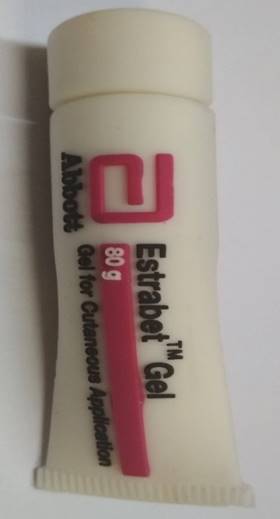 Abbott
Estrabet™ Gel
80 g
Gel for Cutaneous Application